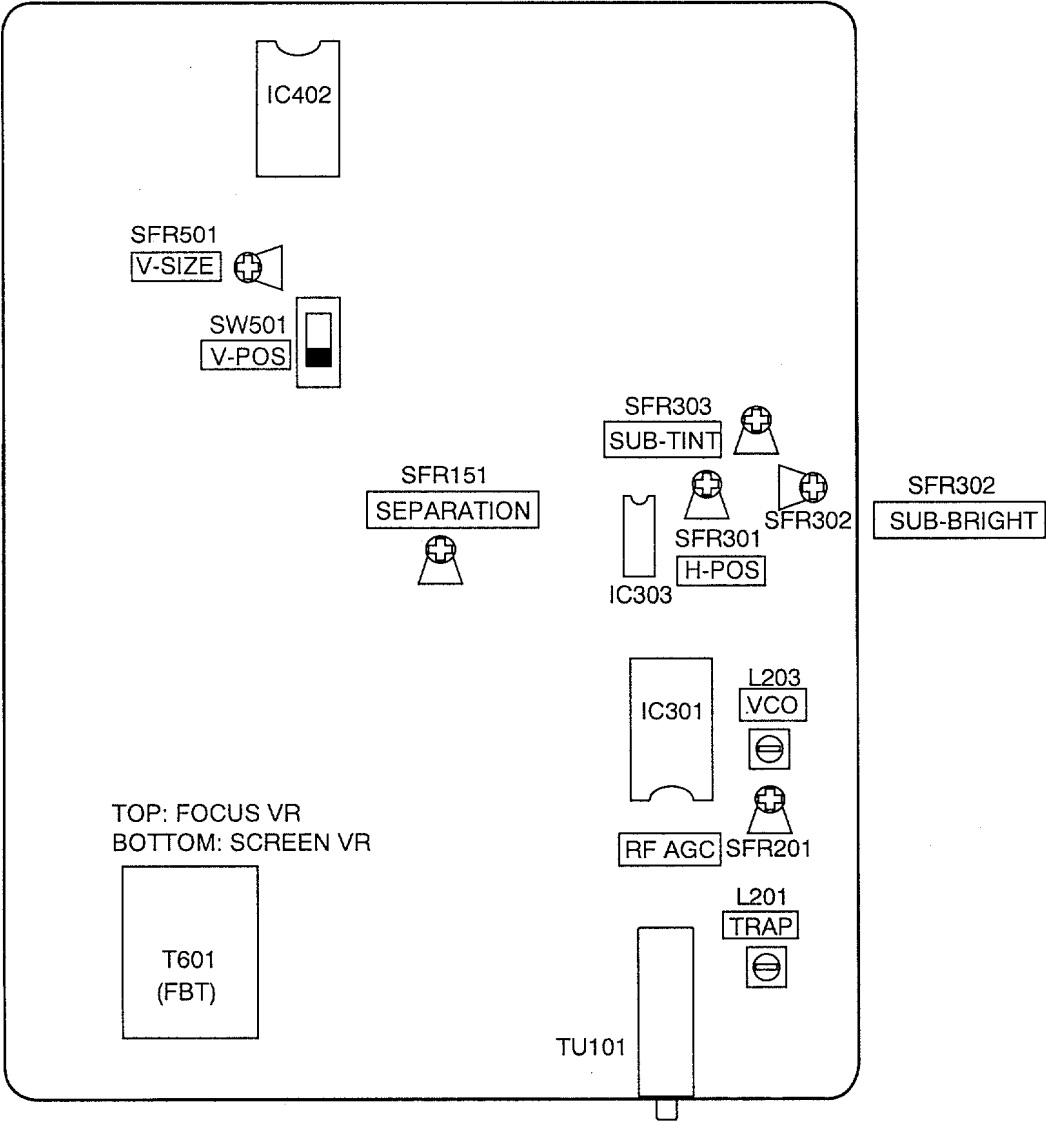 IC402
SFR501
V-SIZE
SW501
V-POS
SFR303
SUB-TINT
SFR151
SEPARATION
SFR302
SFR302
SUB-BRIGHT
SFR301
H-POS
IC303
L203
.VCO
IC301
TOP: FOCUS VR
BOTTOM: SCREEN VR
RF AGC
SFR201
L201
TRAP
T601
(FBT)
TU101